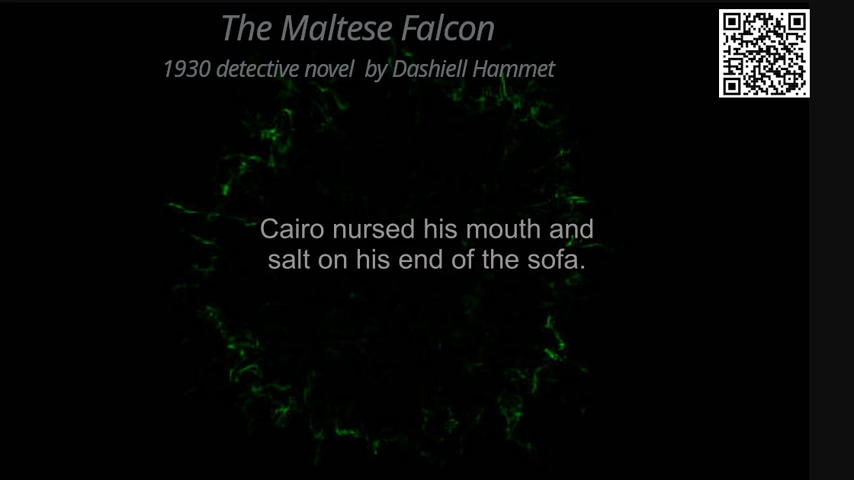 The Maltese Falcon
1930 detective novel by Dashiell Hammet
Cairo nursed his mouth and
salt on his end of the sofa.